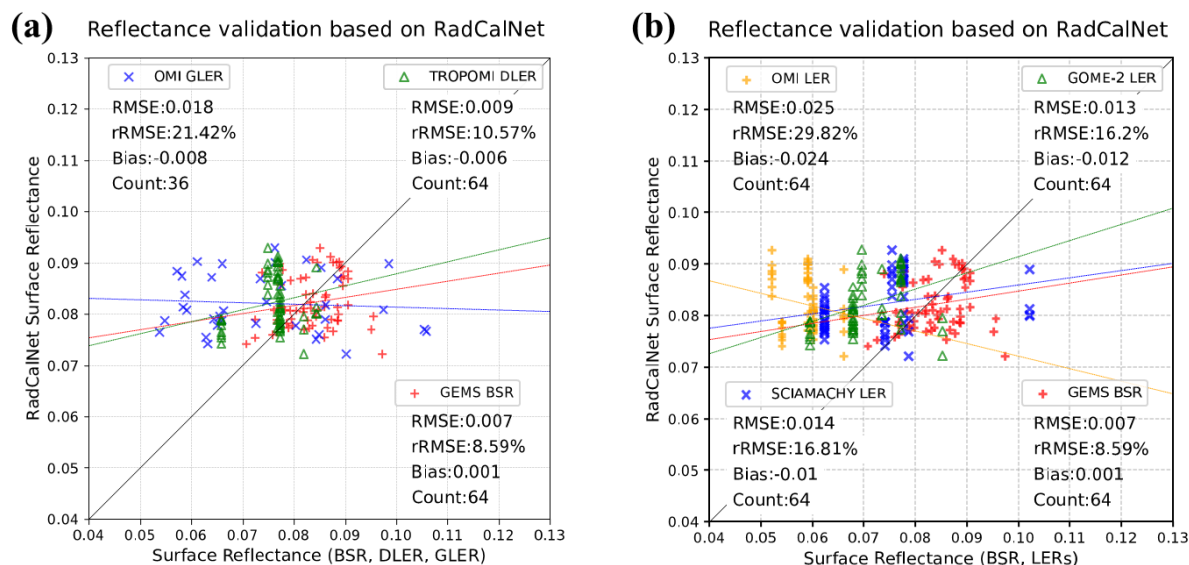 (a) Reflectance validation based on RadCalNet
OMI GLER
RMSE:0.018
rRMSE:21.42%
Bias:-0.008
Count:36
TROPOMI DLER
RMSE:0.009
rRMSE:10.57%
Bias:-0.006
Count:64
GEMS BSR
RMSE:0.007
rRMSE:8.59%
Bias:0.001
Count:64
RadCalNet Surface Reflectance
0.13
0.12
0.11
0.10
0.09
0.08
0.07
0.06
0.05
0.04
0.04 0.05 0.06 0.07 0.08 0.09 0.10 0.11 0.12 0.13
Surface Reflectance (BSR, DLER, GLER)
(b) Reflectance validation based on RadCalNet
OMI LER
RMSE:0.025
rRMSE:29.82%
Bias:-0.024
Count:64
GOME-2 LER
RMSE:0.013
rRMSE:16.2%
Bias:-0.012
Count:64
SCIAMACHY LER
RMSE:0.014
rRMSE:16.81%
Bias:-0.01
Count:64
GEMS BSR
RMSE:0.007
rRMSE:8.59%
Bias:0.001
Count:64
RadCalNet Surface Reflectance
0.13
0.12
0.11
0.10
0.09
0.08
0.07
0.06
0.05
0.04
0.04 0.05 0.06 0.07 0.08 0.09 0.10 0.11 0.12 0.13
Surface Reflectance (BSR, LERs)